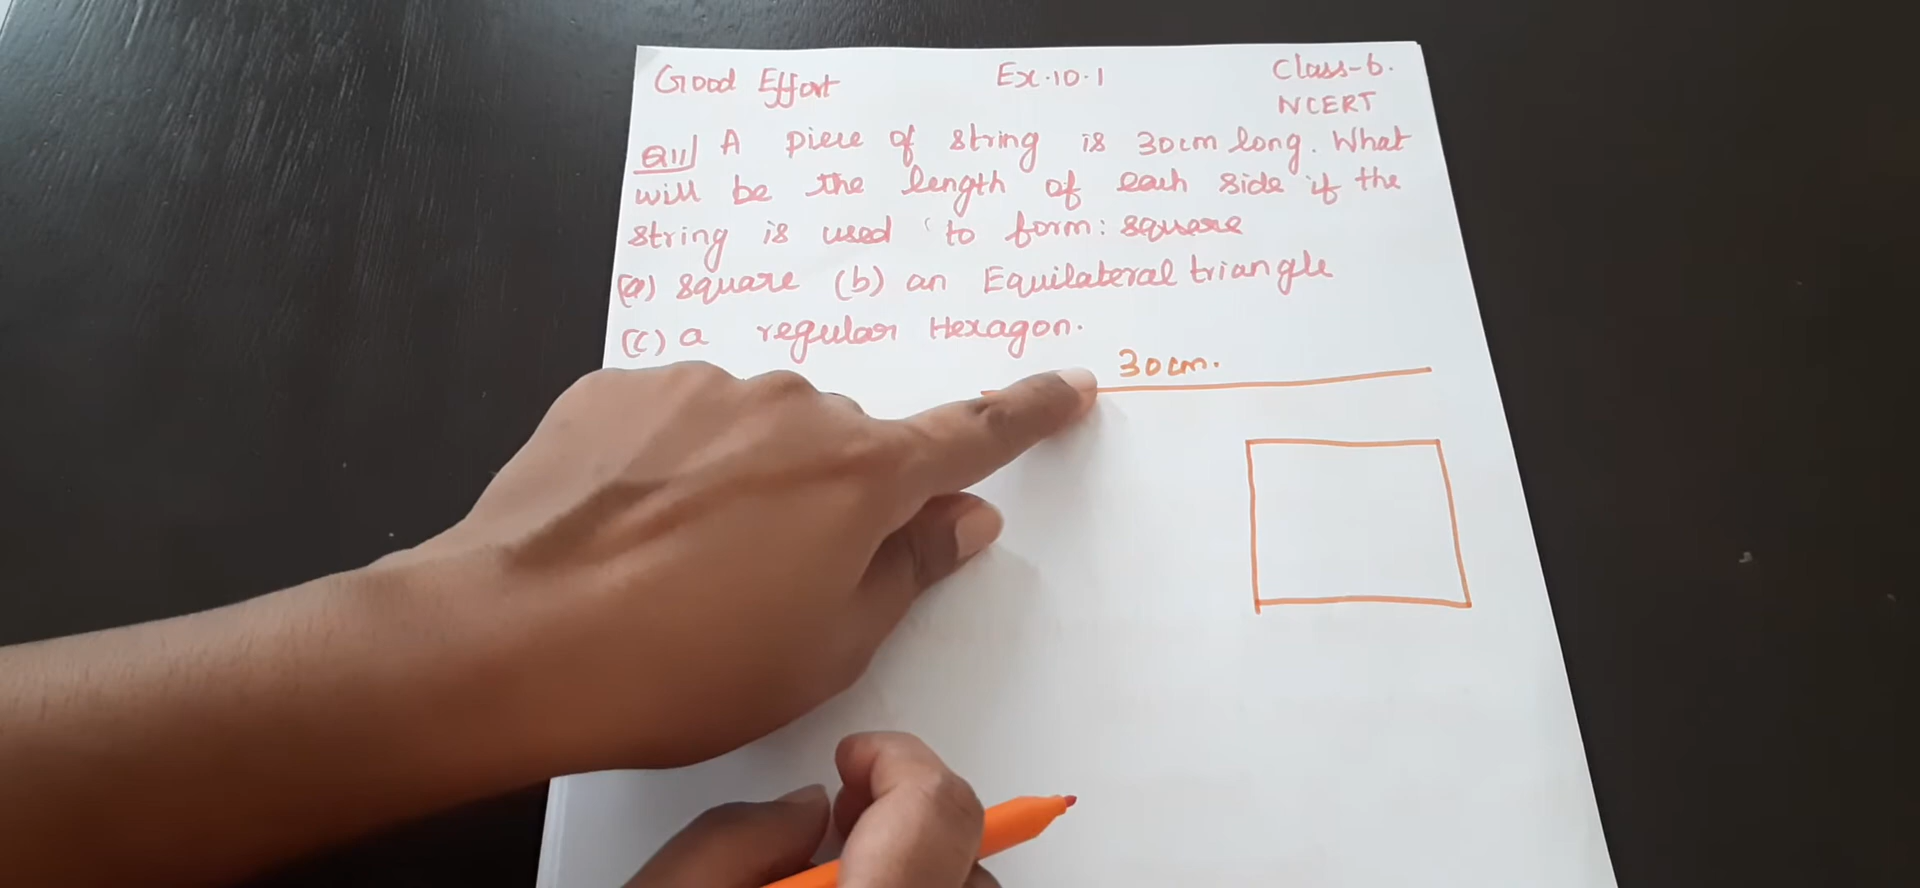 Good Effort Ex.10.1 Class-6.
NCERT
Q11] A piece of string is 30cm long. What
will be the length of each side if the
string is used to form: square
(a) square (b) an Equilateral triangle
(c) a regular Hexagon.
30cm.